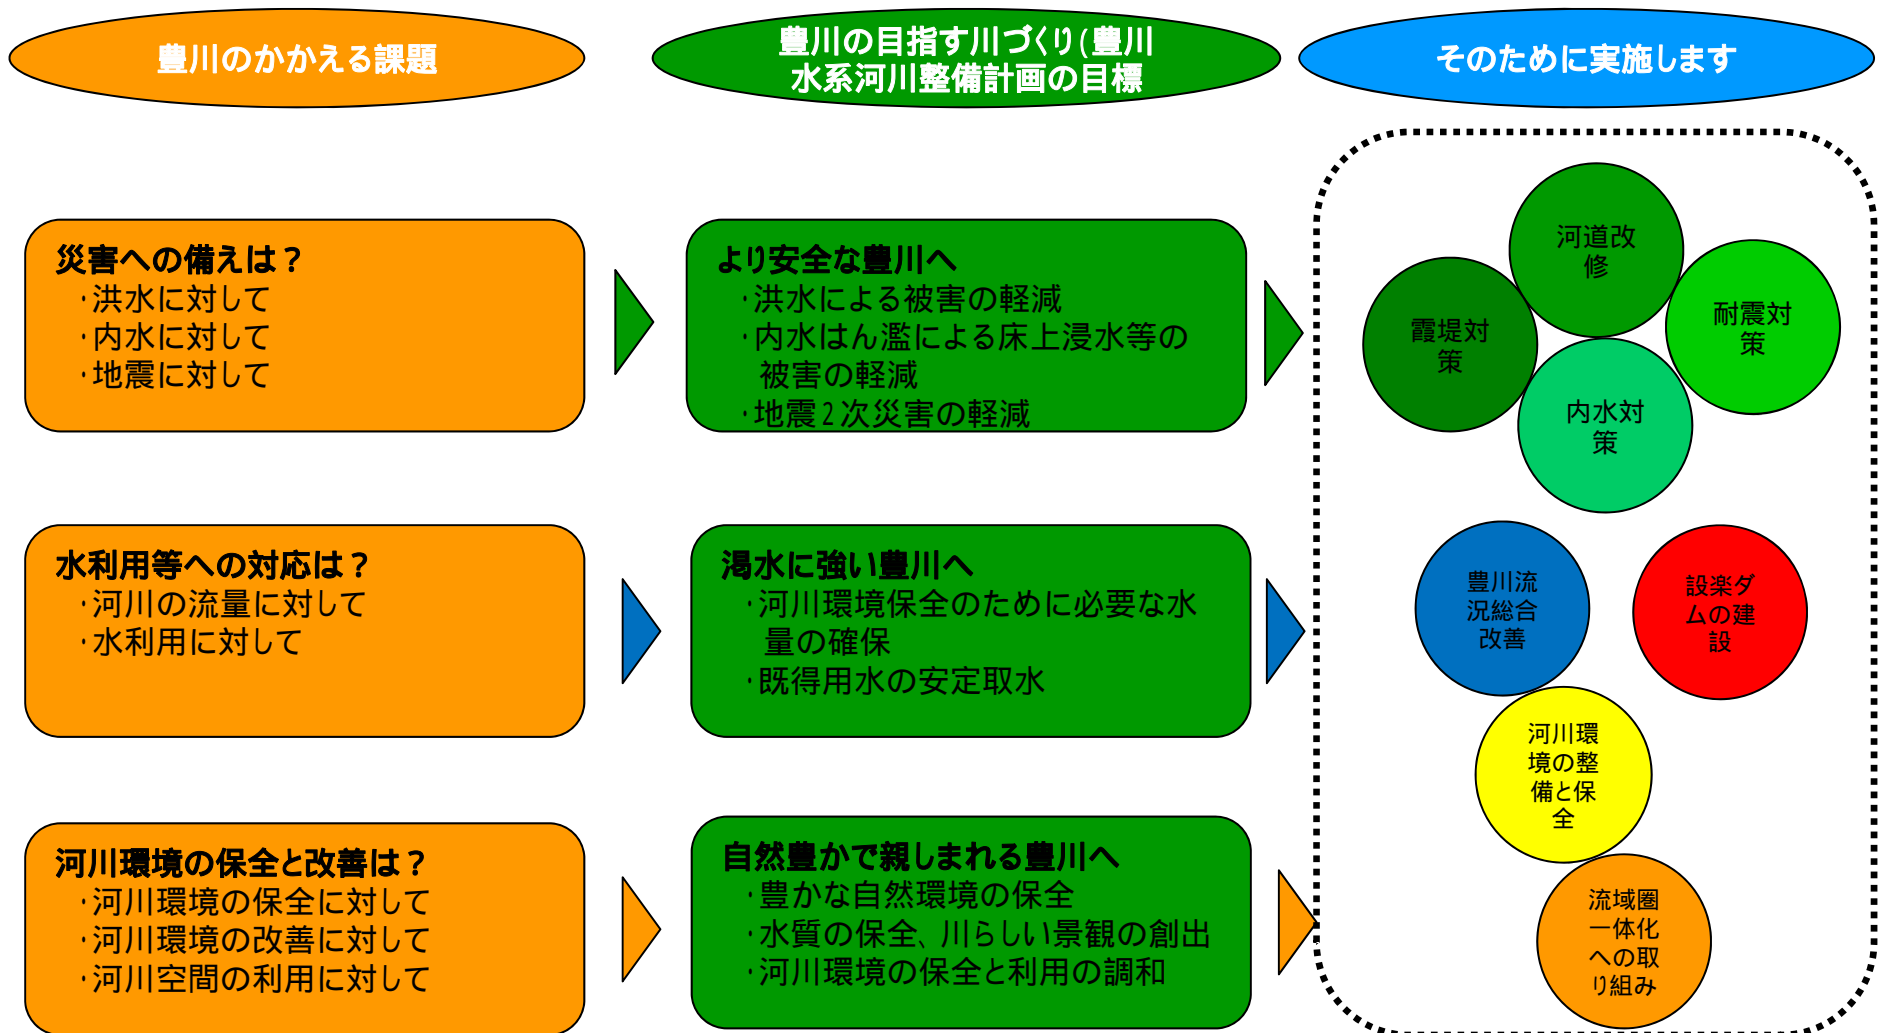 豊川のかかえる課題
豊川の目指す川づくり(豊川
水系河川整備計画の目標
そのために実施します
災害への備えは？
・洪水に対して
・内水に対して
・地震に対して
より安全な豊川へ
・洪水による被害の軽減
・内水はん濫による床上浸水等の
被害の軽減
・地震２次災害の軽減
河道改
修
霞堤対
策
耐震対
策
内水対
策
水利用等への対応は？
・河川の流量に対して
・水利用に対して
渇水に強い豊川へ
・河川環境保全のために必要な水
量の確保
・既得用水の安定取水
豊川流
況総合
改善
設楽ダ
ムの建
設
河川環境の保全と改善は？
・河川環境の保全に対して
・河川環境の改善に対して
・河川空間の利用に対して
自然豊かで親しまれる豊川へ
・豊かな自然環境の保全
・水質の保全、川らしい景観の創出
・河川環境の保全と利用の調和
河川環
境の整
備と保
全
流域圏
一体化
への取
り組み